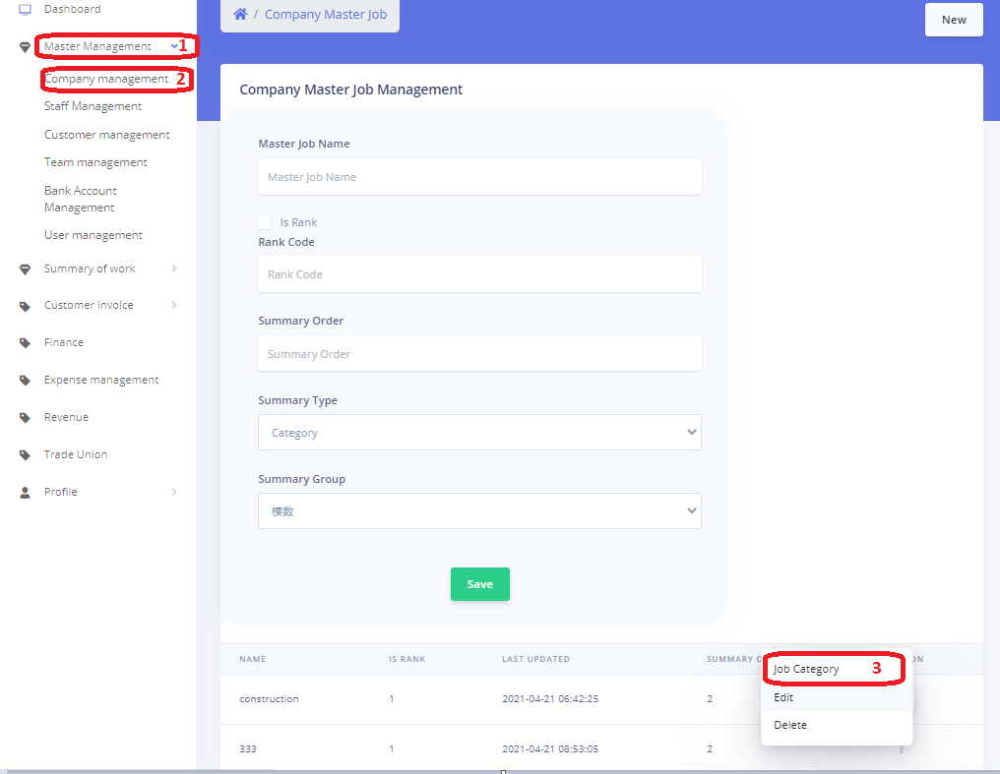 Dashboard
Master Management 1
Company management 2
Staff Management
Customer management
Team management
Bank Account
Management
User management
Summary of work
Customer invoice
Finance
Expense management
Revenue
Trade Union
Profile
/ Company Master Job
New
Company Master Job Management
Master Job Name
Master Job Name
Is Rank
Rank Code
Rank Code
Summary Order
Summary Order
Summary Type
Category
Summary Group
棟数
Save
NAME IS RANK LAST UPDATED SUMMARY O ON
construction 1 2021-04-21 06:42:25 2
333 1 2021-04-21 08:53:05 2
Job Category 3
Edit
Delete